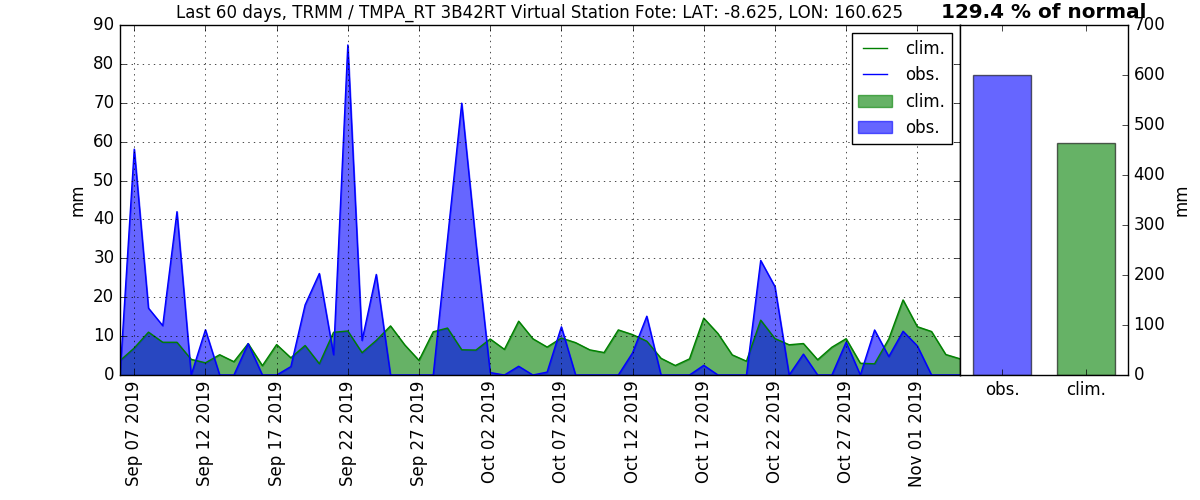 Last 60 days, TRMM / TMPA_RT 3B42RT Virtual Station Fote: LAT: -8.625, LON: 160.625
129.4 % of normal
90
80
70
60
50
40
30
20
10
0
mm
clim.
obs.
clim.
obs.
Sep 07 2019
Sep 12 2019
Sep 17 2019
Sep 22 2019
Sep 27 2019
Oct 02 2019
Oct 07 2019
Oct 12 2019
Oct 17 2019
Oct 22 2019
Oct 27 2019
Nov 01 2019
700
600
500
400
300
200
100
0
mm
obs.
clim.